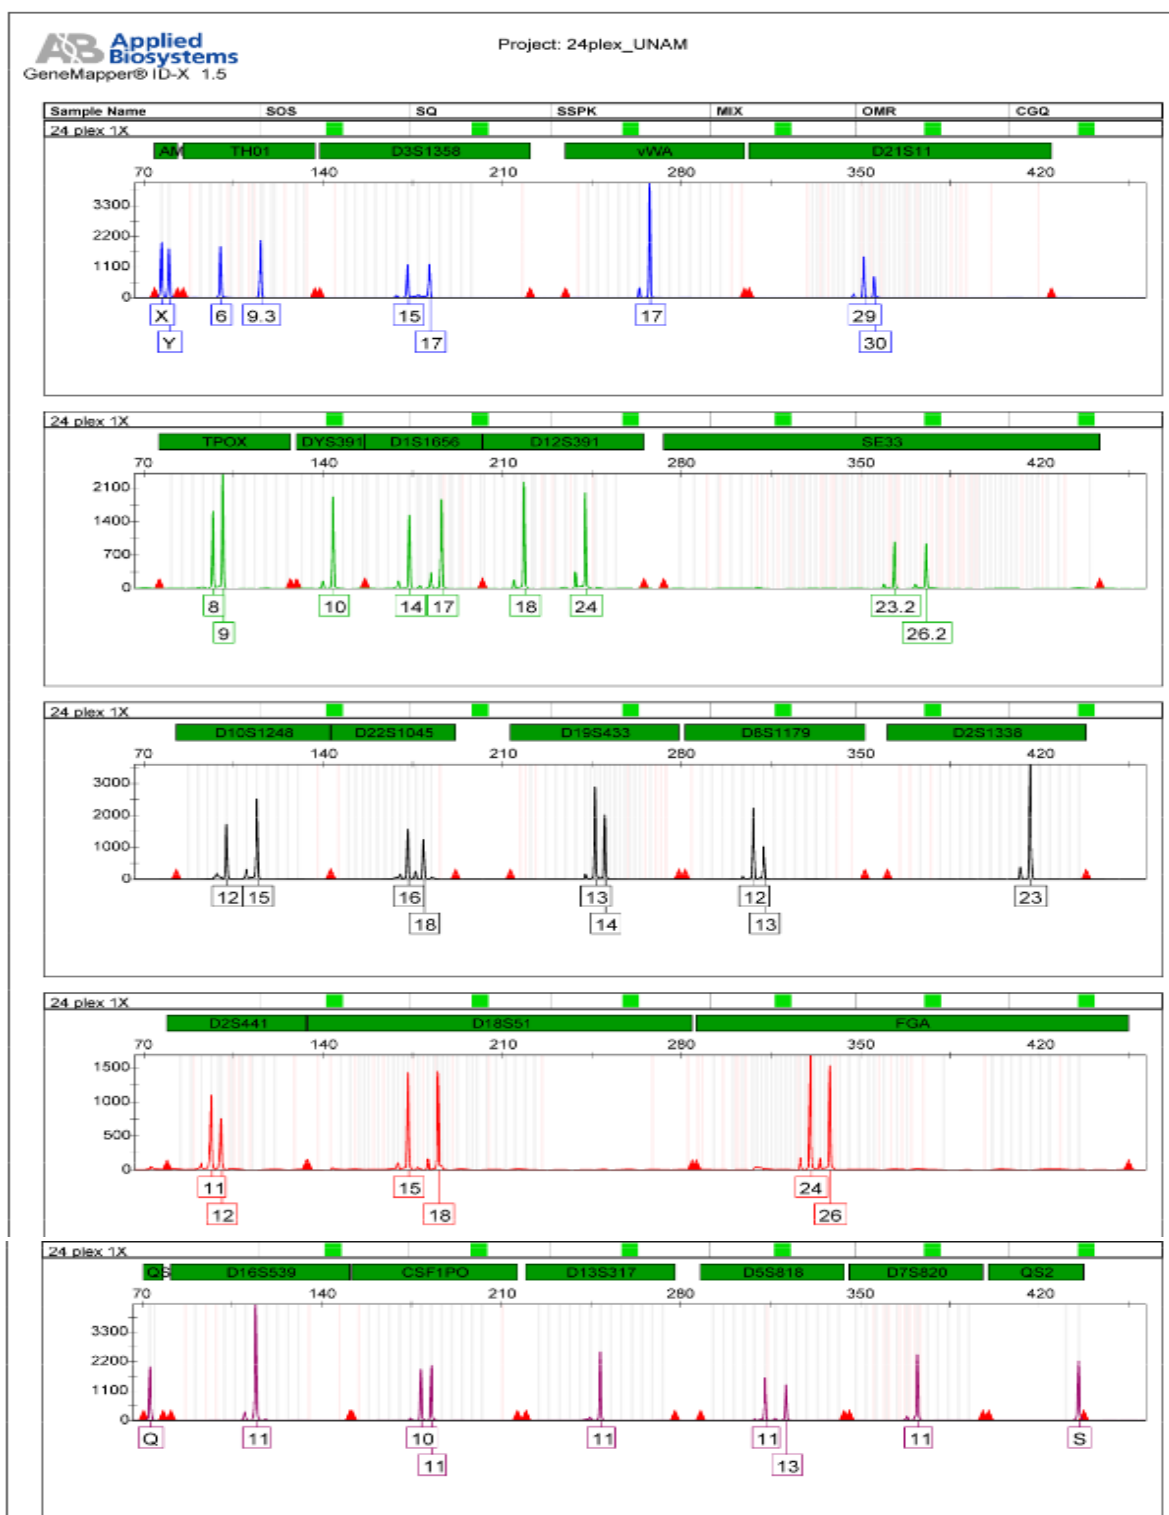 AB Applied Biosystems
GeneMapper® ID-X 1.5
Project: 24plex_UNAM
Sample Name SOS SQ SSPK MIX OMR CGQ
24 plex 1X
AM TH01 D3S1358 vWA D21S11
70 140 210 280 350 420
3300
2200
1100
0
X 6 9.3 15 17 29
Y 17 30
24 plex 1X
TPOX DYS391 D1S1656 D12S391 SE33
70 140 210 280 350 420
2100
1400
700
0
8 10 14 17 18 24 23.2
9 26.2
24 plex 1X
D10S1248 D22S1045 D19S433 D8S1179 D2S1338
70 140 210 280 350 420
3000
2000
1000
0
12 15 16 13 12 23
18 14 13
24 plex 1X
D2S441 D18S51 FGA
70 140 210 280 350 420
1500
1000
500
0
11 15 24
12 18 26
24 plex 1X
QS D16S539 CSF1PO D13S317 D5S818 D7S820 QS2
70 140 210 280 350 420
3300
2200
1100
0
Q 11 10 11 11 11 S
11 13